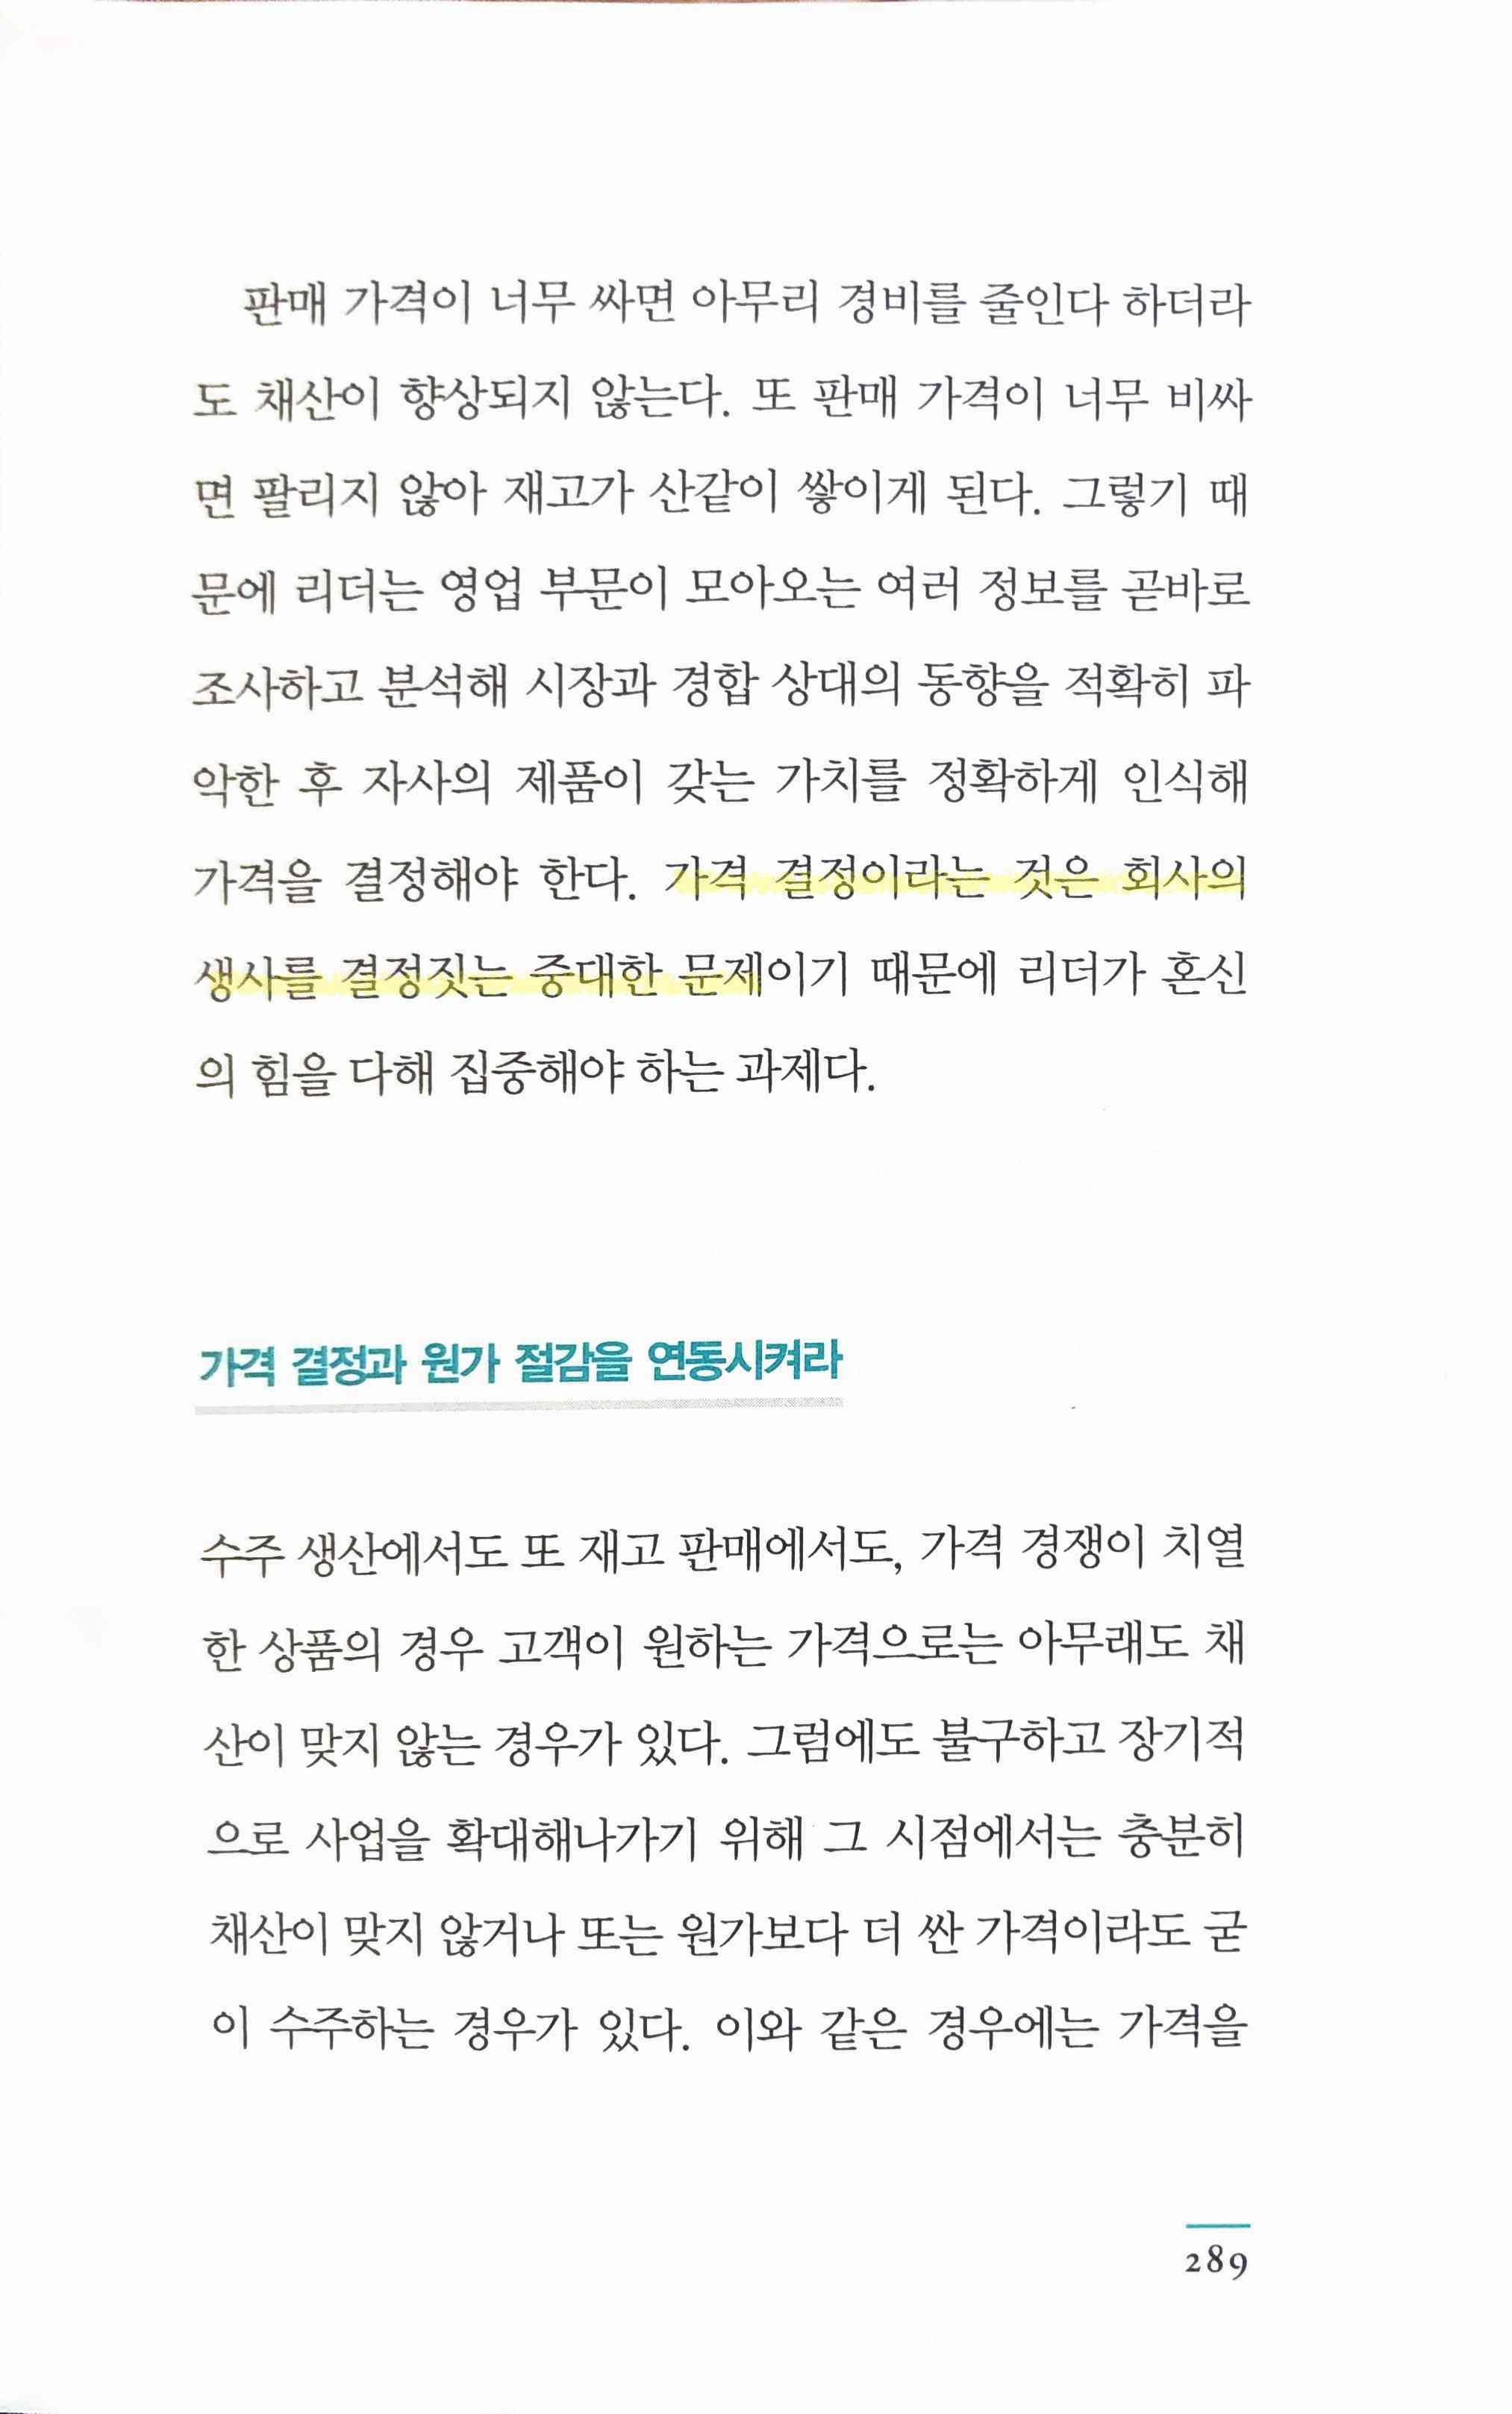 판매 가격이 너무 싸면 아무리 경비를 줄인다 하더라
도 채산이 향상되지 않는다. 또 판매 가격이 너무 비싸
면 팔리지 않아 재고가 산같이 쌓이게 된다. 그렇기 때
문에 리더는 영업 부문이 모아오는 여러 정보를 곧바로
조사하고 분석해 시장과 경합 상대의 동향을 적확히 파
악한 후 자사의 제품이 갖는 가치를 정확하게 인식해
가격을 결정해야 한다. 가격 결정이라는 것은 회사의
생사를 결정짓는 중대한 문제이기 때문에 리더가 혼신
의 힘을 다해 집중해야 하는 과제다.
가격 결정과 원가 절감을 연동시켜라
수주 생산에서도 또 재고 판매에서도, 가격 경쟁이 치열
한 상품의 경우 고객이 원하는 가격으로는 아무래도 채
산이 맞지 않는 경우가 있다. 그럼에도 불구하고 장기적
으로 사업을 확대해나가기 위해 그 시점에서는 충분히
채산이 맞지 않거나 또는 원가보다 더 싼 가격이라도 굳
이 수주하는 경우가 있다. 이와 같은 경우에는 가격을
289